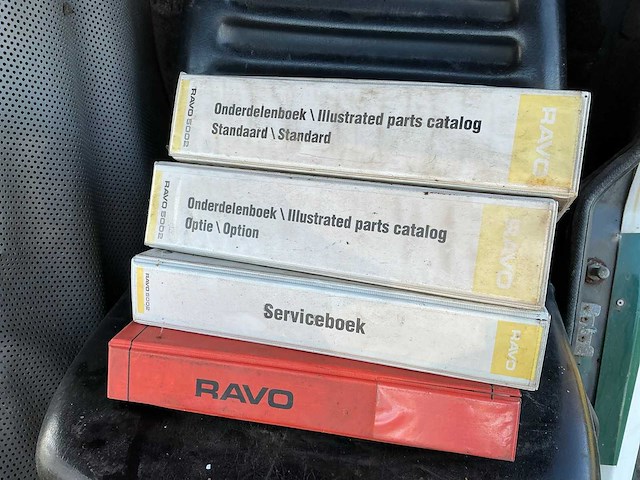 RAVO 5002
Onderdelenboek \ Illustrated parts catalog
Standaard \ Standard
RAVO
RAVO 5002
Onderdelenboek \ Illustrated parts catalog
Optie \ Option
RAVO
RAVO 5002
Serviceboek
RAVO
RAVO